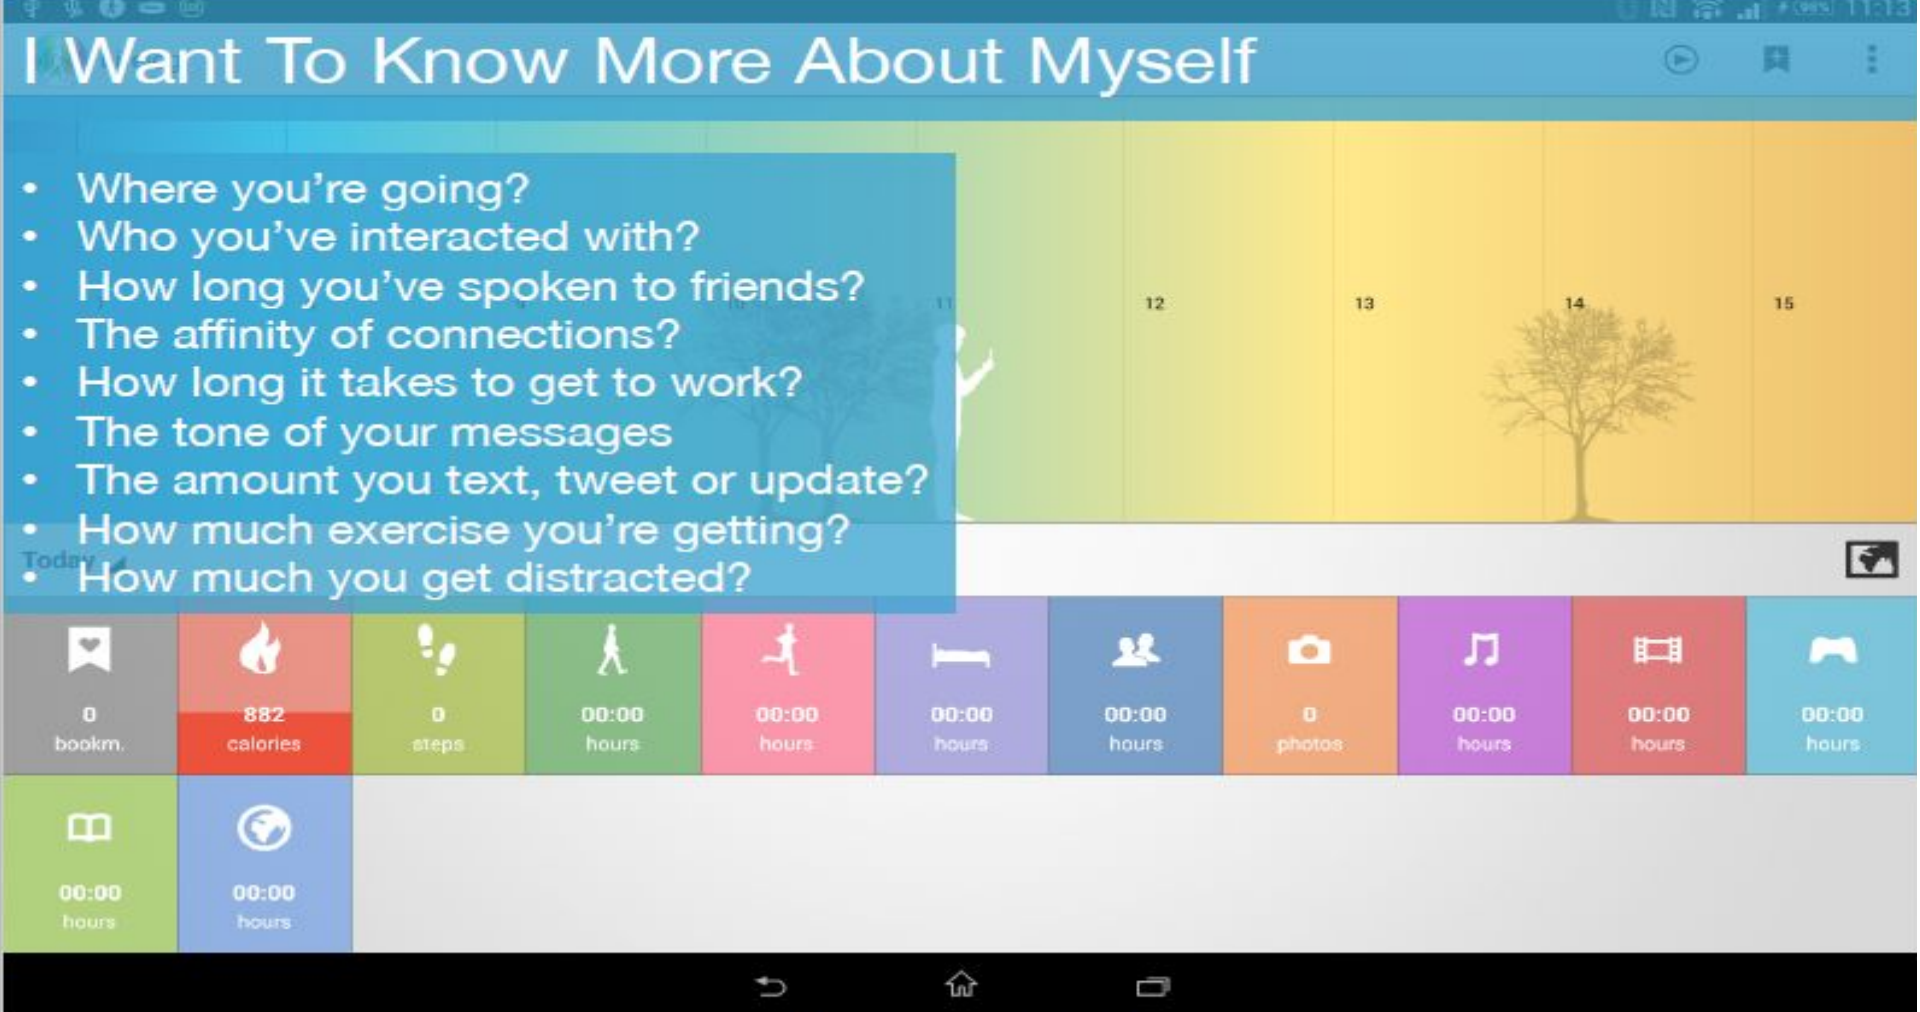 11:13
I Want To Know More About Myself
• Where you're going?
• Who you've interacted with?
• How long you've spoken to friends?
• The affinity of connections?
• How long it takes to get to work?
• The tone of your messages
• The amount you text, tweet or update?
• How much exercise you're getting?
• How much you get distracted?
11 12 13 14 15
Today
0 882 0 00:00 00:00 00:00 00:00 0 00:00 00:00 00:00
bookm. calories steps hours hours hours hours photos hours hours hours
00:00 00:00
hours hours